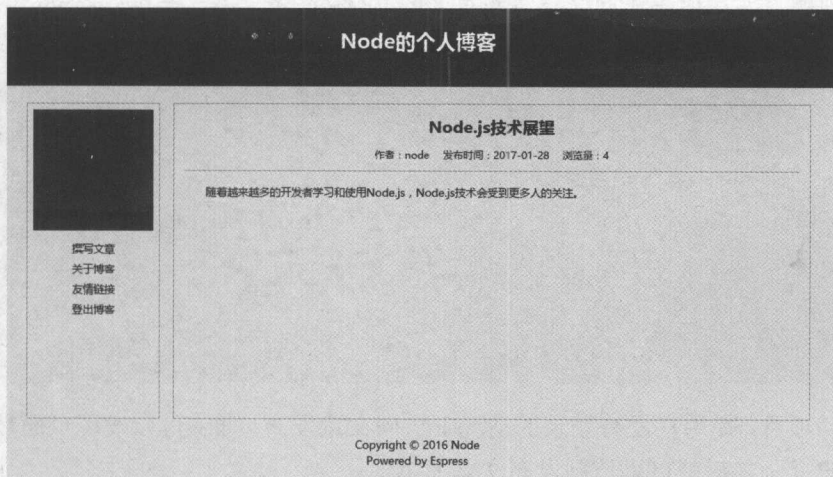 Node的个人博客
撰写文章
关于博客
友情链接
登出博客
Node.js技术展望
作者：node 发布时间：2017-01-28 浏览量：4
随着越来越多的开发者学习和使用Node.js，Node.js技术会受到更多人的关注。
Copyright © 2016 Node
Powered by Espress